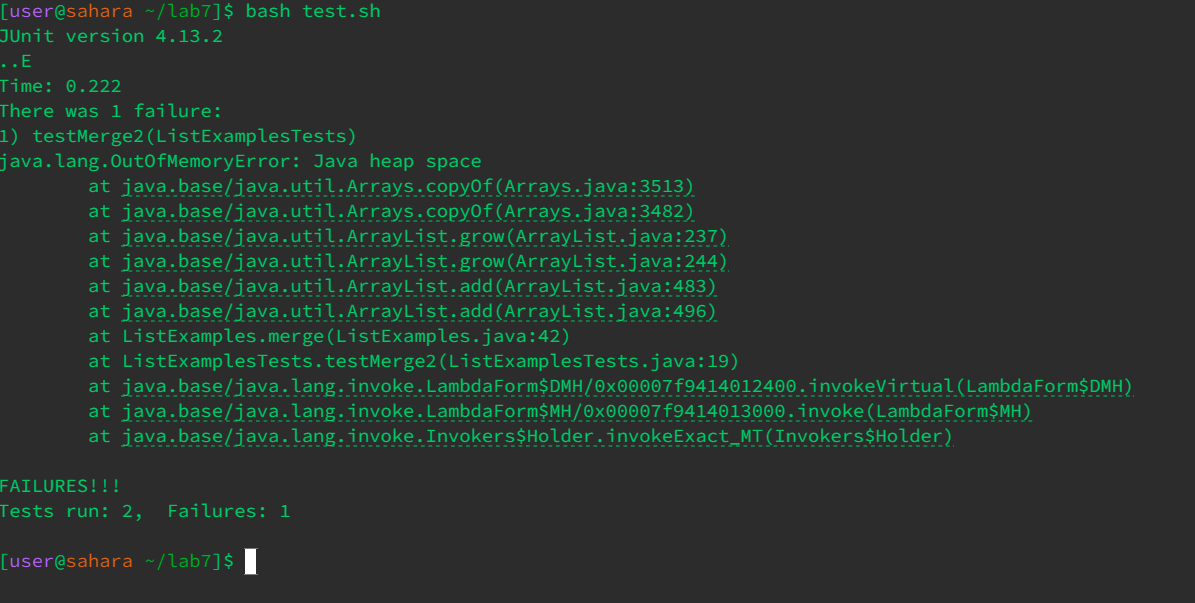 [user@sahara ~/lab7]$ bash test.sh
JUnit version 4.13.2
..E
Time: 0.222
There was 1 failure:
1) testMerge2(ListExamplesTests)
java.lang.OutOfMemoryError: Java heap space
        at java.base/java.util.Arrays.copyOf(Arrays.java:3513)
        at java.base/java.util.Arrays.copyOf(Arrays.java:3482)
        at java.base/java.util.ArrayList.grow(ArrayList.java:237)
        at java.base/java.util.ArrayList.grow(ArrayList.java:244)
        at java.base/java.util.ArrayList.add(ArrayList.java:483)
        at java.base/java.util.ArrayList.add(ArrayList.java:496)
        at ListExamples.merge(ListExamples.java:42)
        at ListExamplesTests.testMerge2(ListExamplesTests.java:19)
        at java.base/java.lang.invoke.LambdaForm$DMH/0x00007f9414012400.invokeVirtual(LambdaForm$DMH)
        at java.base/java.lang.invoke.LambdaForm$MH/0x00007f9414013000.invoke(LambdaForm$MH)
        at java.base/java.lang.invoke.Invokers$Holder.invokeExact_MT(Invokers$Holder)
FAILURES!!!
Tests run: 2,  Failures: 1
[user@sahara ~/lab7]$